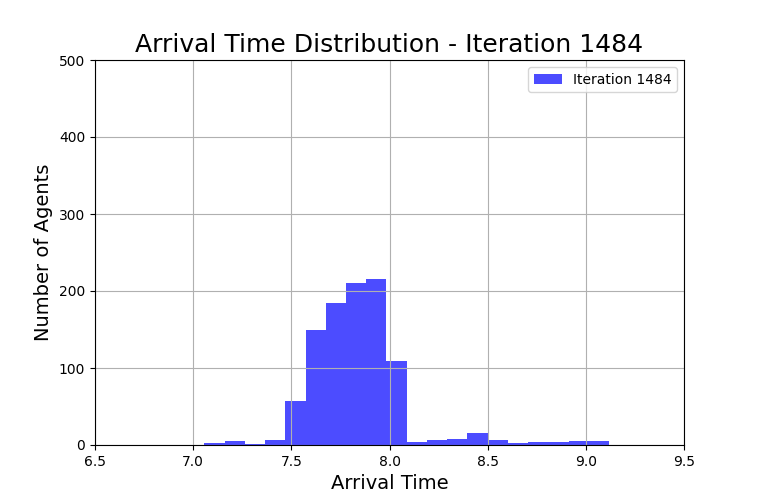 Arrival Time Distribution - Iteration 1484
Iteration 1484
500
400
300
200
100
0
Number of Agents
6.5 7.0 7.5 8.0 8.5 9.0 9.5
Arrival Time